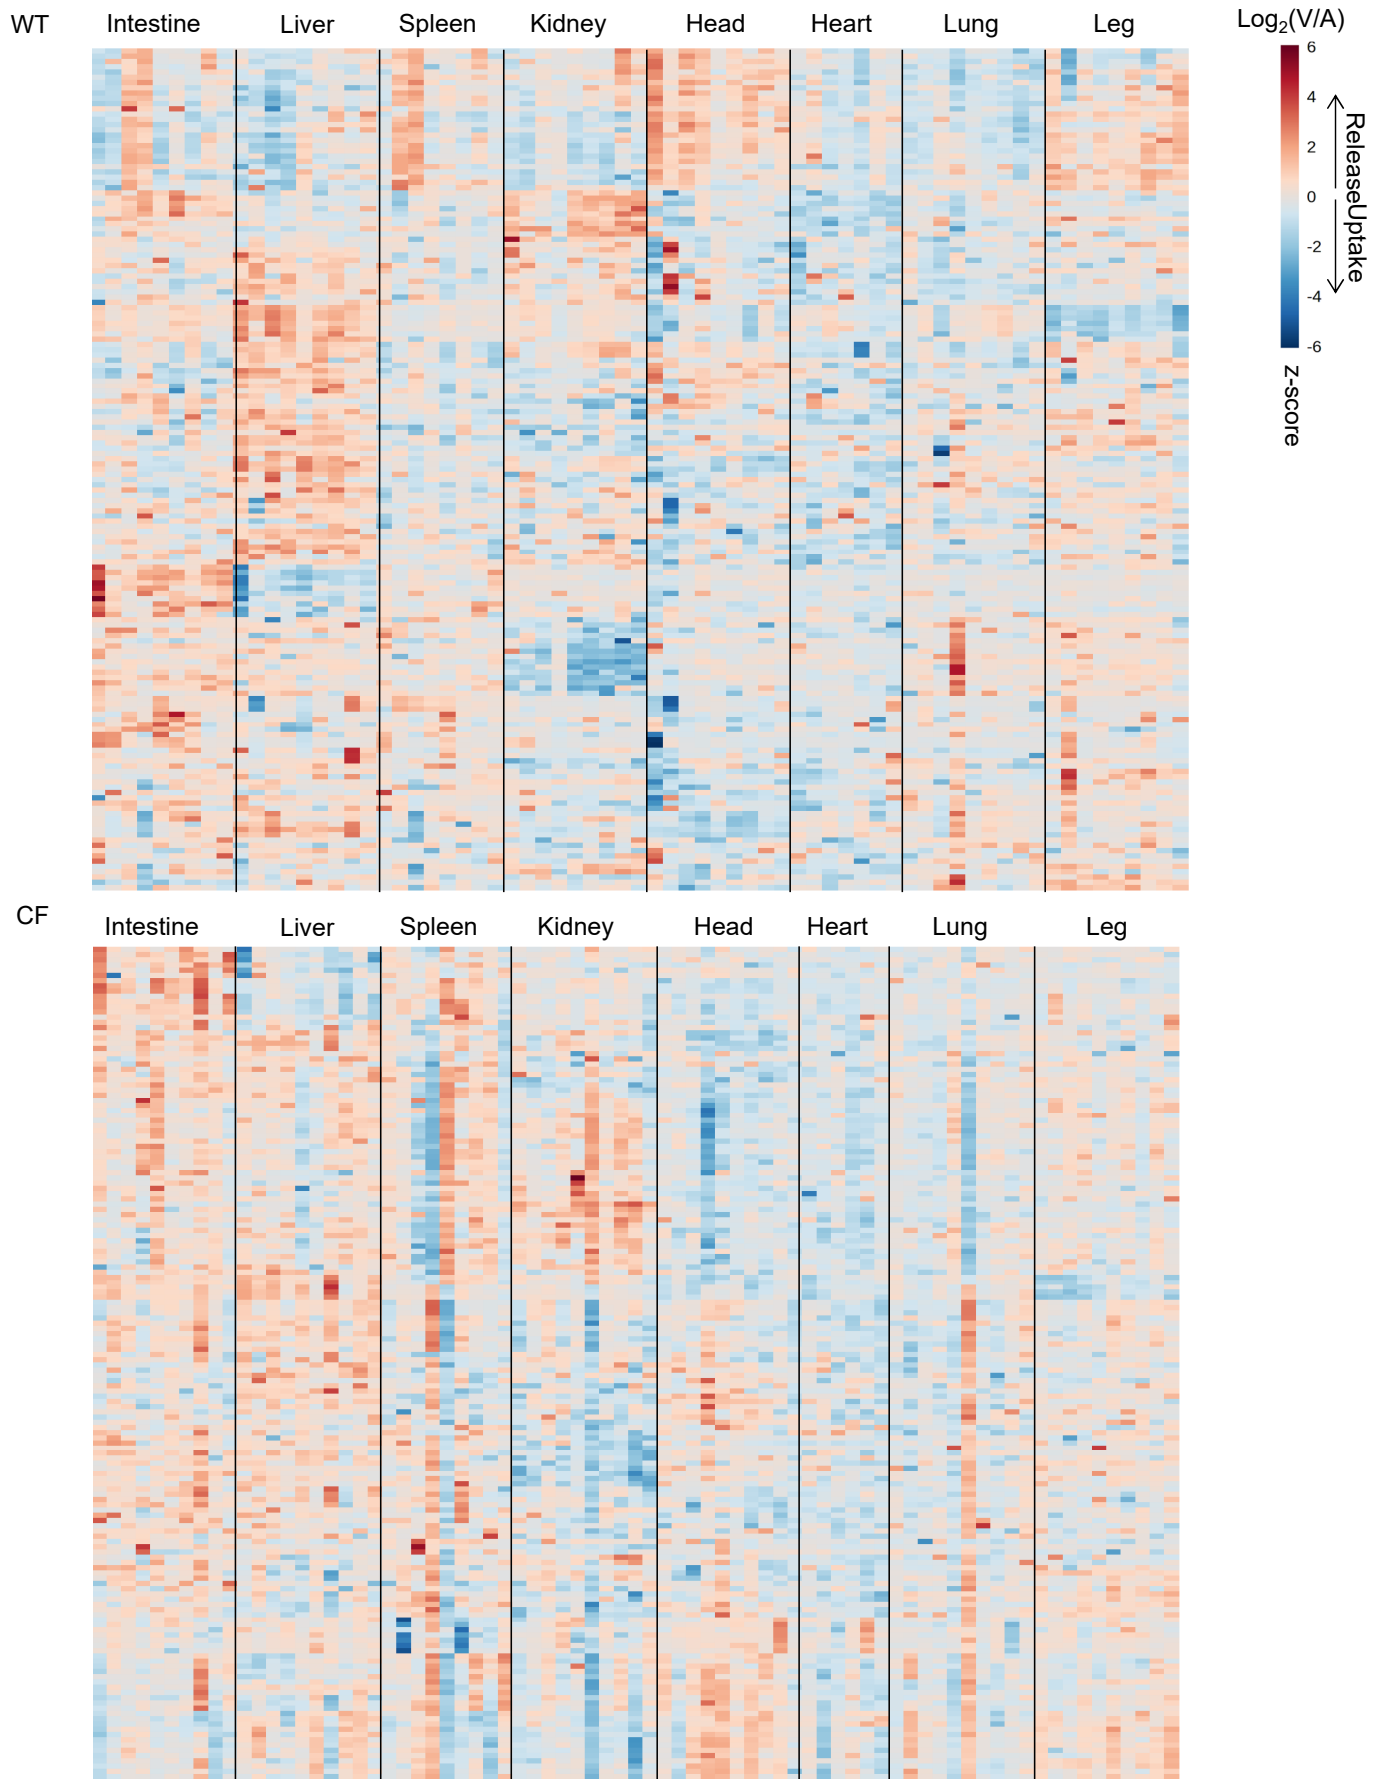 WT
Intestine Liver Spleen Kidney Head Heart Lung Leg
Log₂(V/A)
6
4
2
0
-2
-4
-6
Release
Uptake
z-score
CF
Intestine Liver Spleen Kidney Head Heart Lung Leg